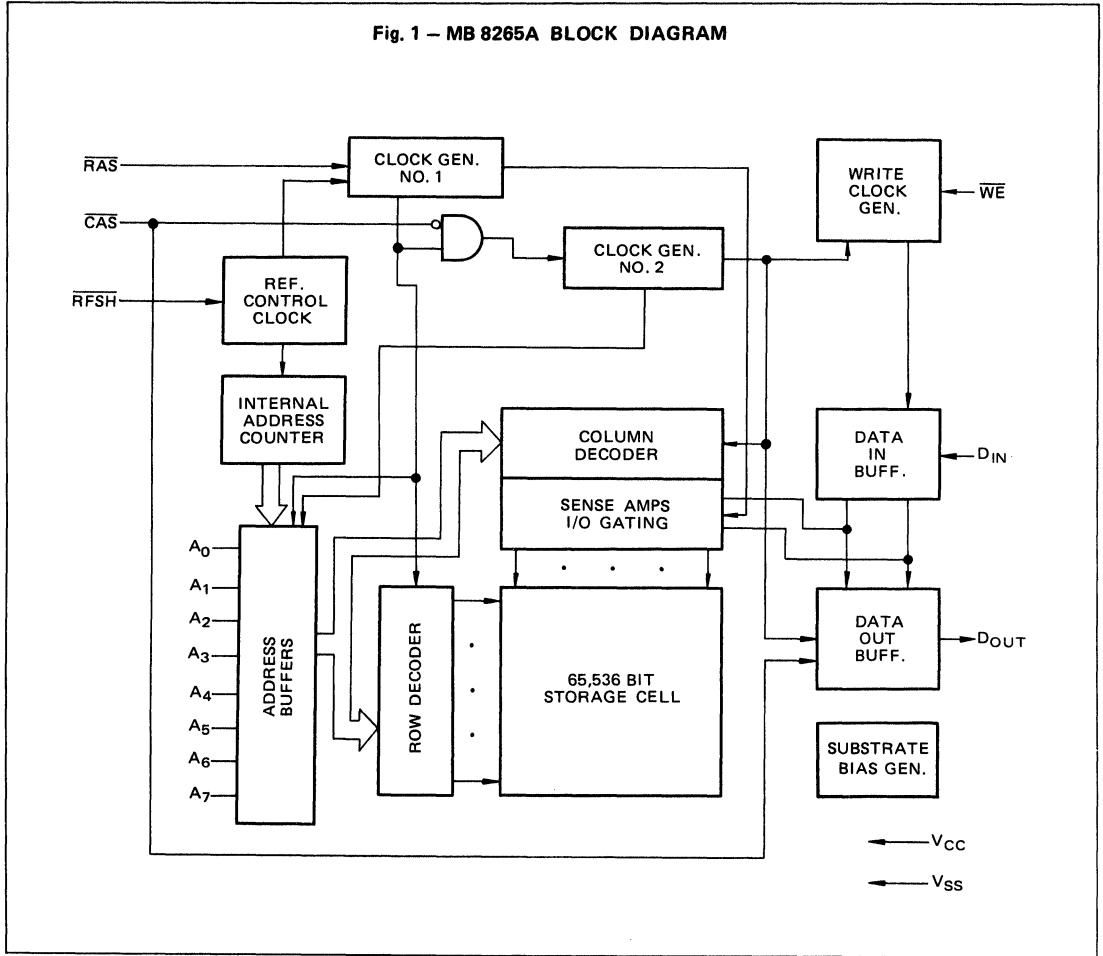 Fig. 1 – MB 8265A BLOCK DIAGRAM
RAS
CLOCK GEN.
NO. 1
WRITE
CLOCK
GEN.
WE
CAS
CLOCK GEN.
NO. 2
REF.
CONTROL
CLOCK
RFSH
INTERNAL
ADDRESS
COUNTER
COLUMN
DECODER
DATA
IN
BUFF.
DIN
SENSE AMPS
I/O GATING
A0
A1
A2
A3
A4
A5
A6
A7
ADDRESS
BUFFERS
ROW DECODER
65,536 BIT
STORAGE CELL
DATA
OUT
BUFF.
DOUT
SUBSTRATE
BIAS GEN.
VCC
VSS